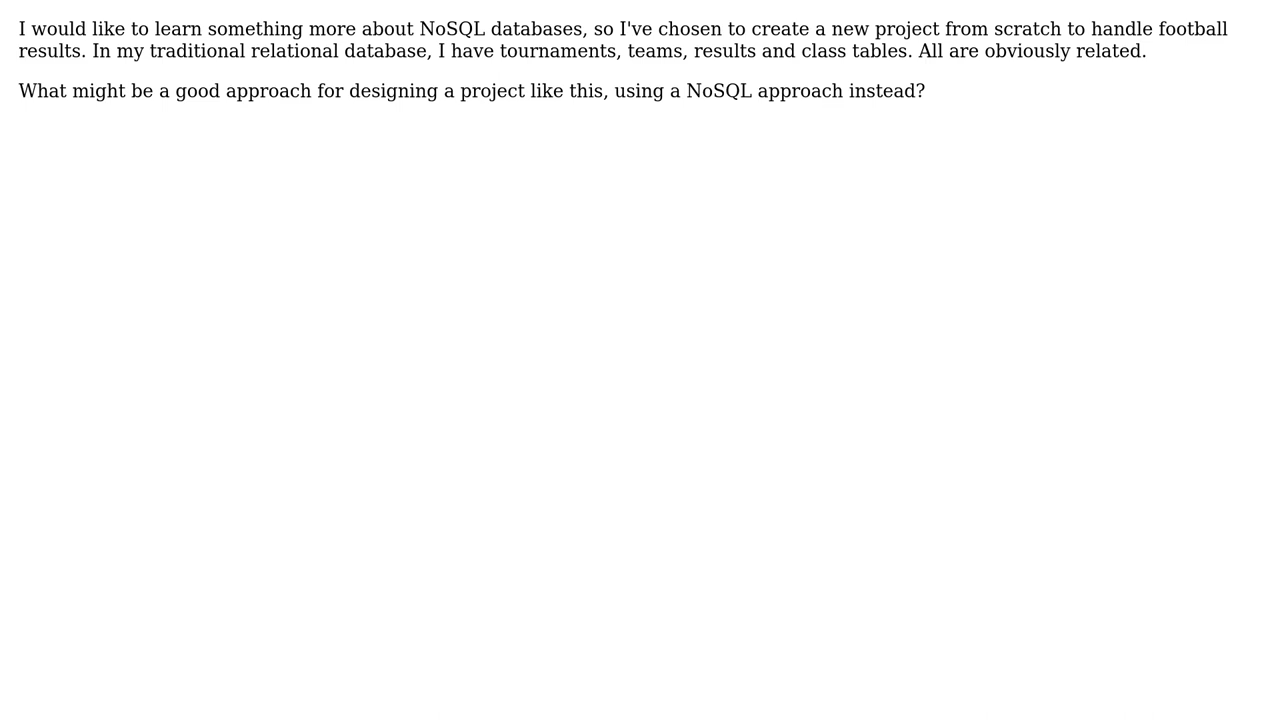 I would like to learn something more about NoSQL databases, so I've chosen to create a new project from scratch to handle football
results. In my traditional relational database, I have tournaments, teams, results and class tables. All are obviously related.
What might be a good approach for designing a project like this, using a NoSQL approach instead?